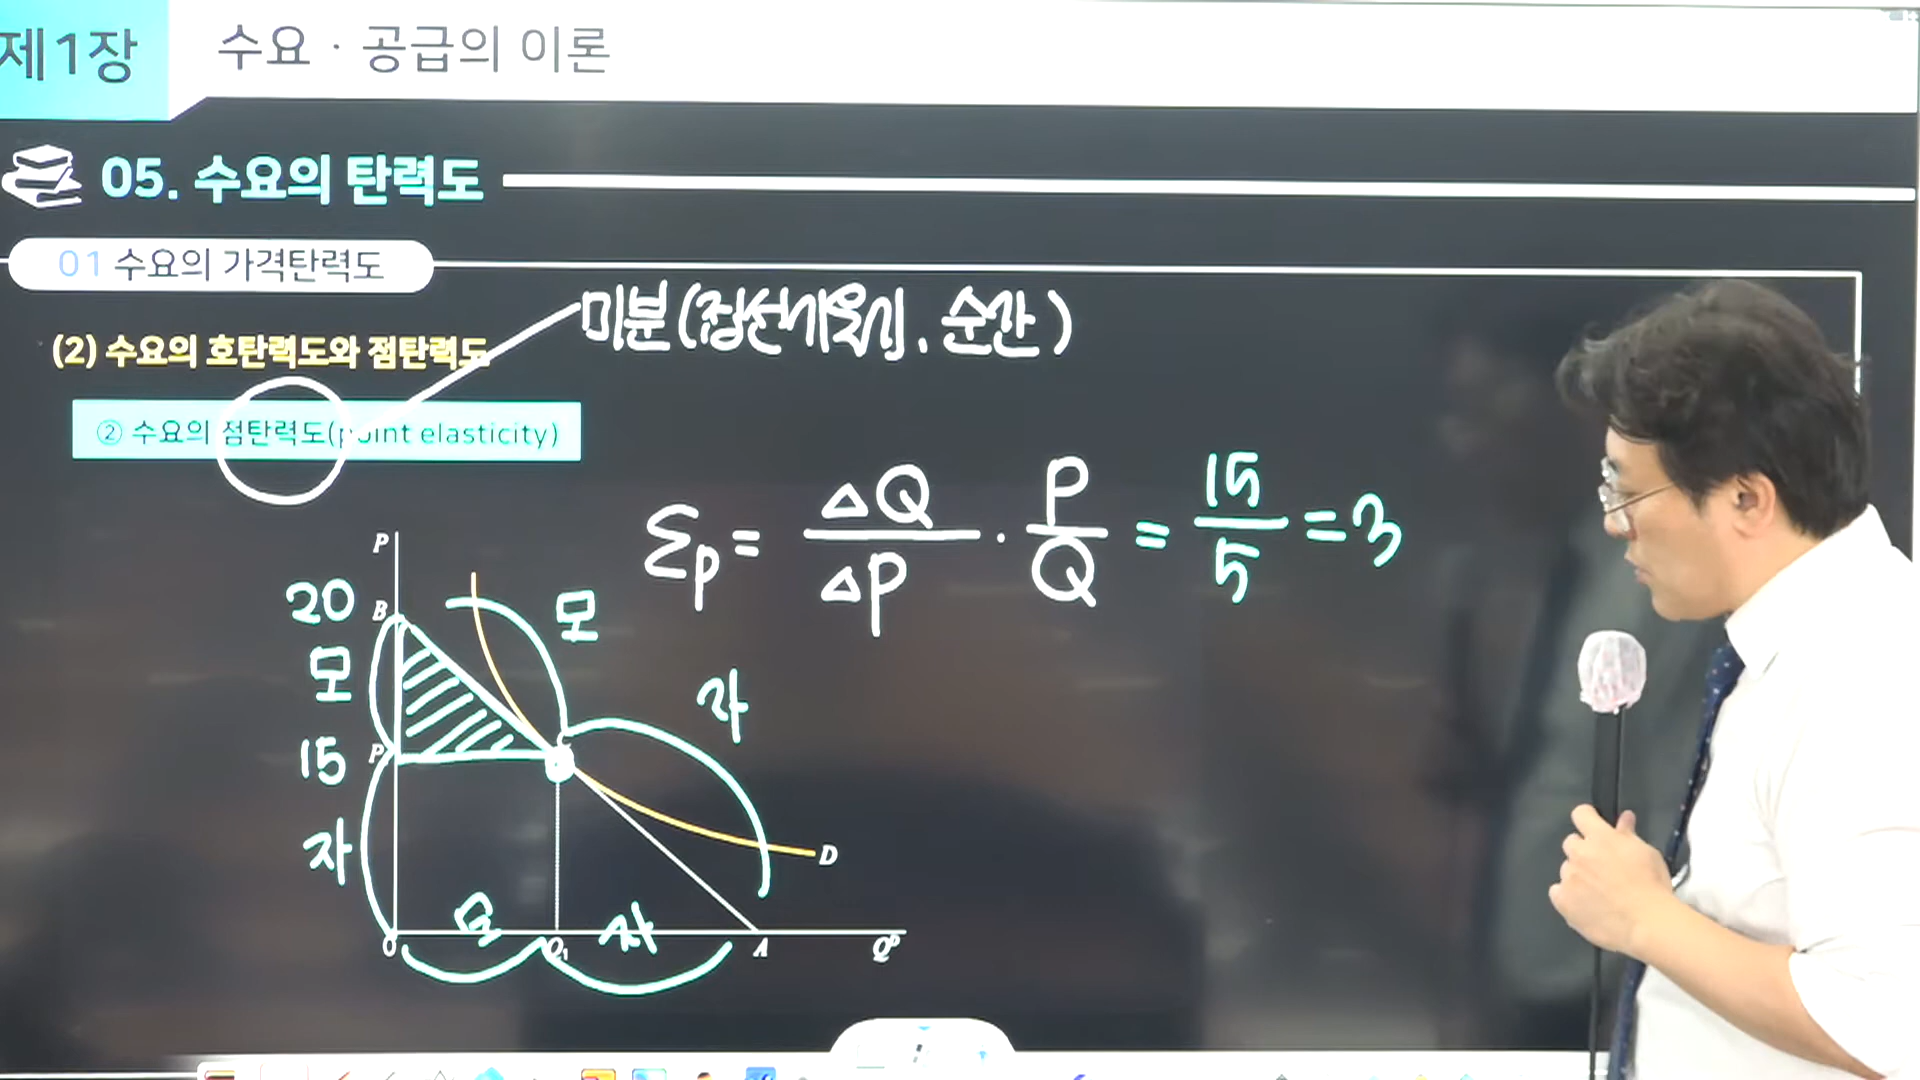 제1장
수요 · 공급의 이론
05. 수요의 탄력도
01 수요의 가격탄력도
미분(접선기울기, 순간)
(2) 수요의 호탄력도와 점탄력도
② 수요의 점탄력도(point elasticity)
εp = ΔQ/ΔP · P/Q = 15/5 = 3
P
20 B
모
모
자
15 P
자
D
모 자
O Q₁ A Qᴰ